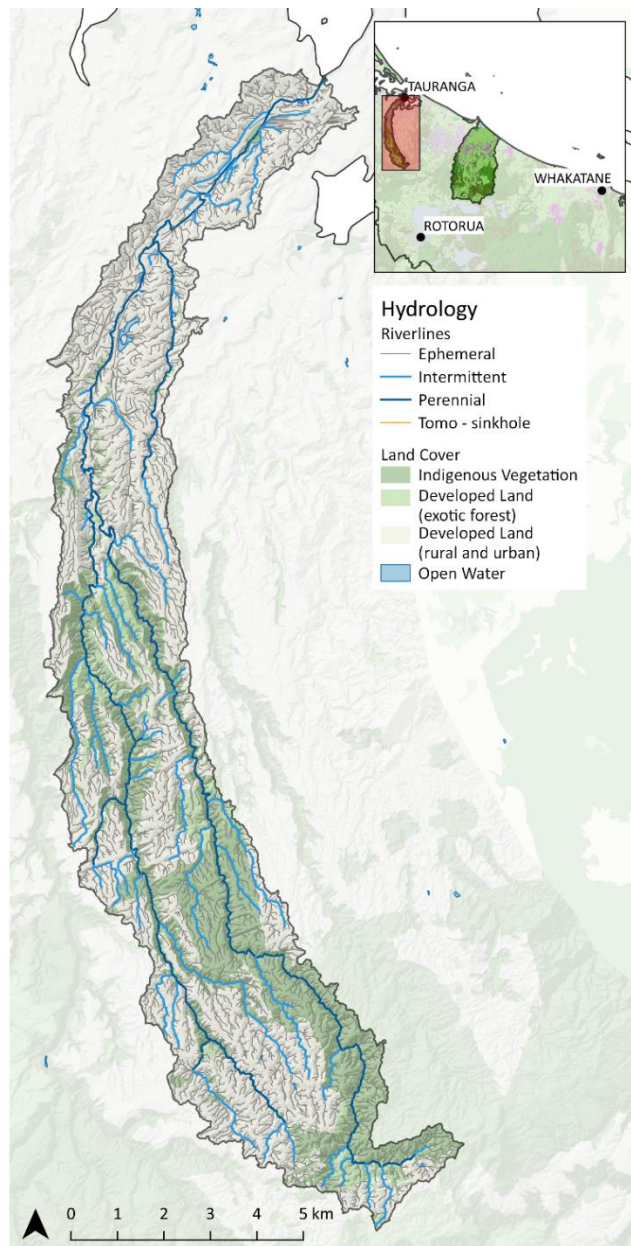 TAURANGA
WHAKATANE
ROTORUA
Hydrology
Riverlines
Ephemeral
Intermittent
Perennial
Tomo - sinkhole
Land Cover
Indigenous Vegetation
Developed Land
(exotic forest)
Developed Land
(rural and urban)
Open Water
0 1 2 3 4 5 km